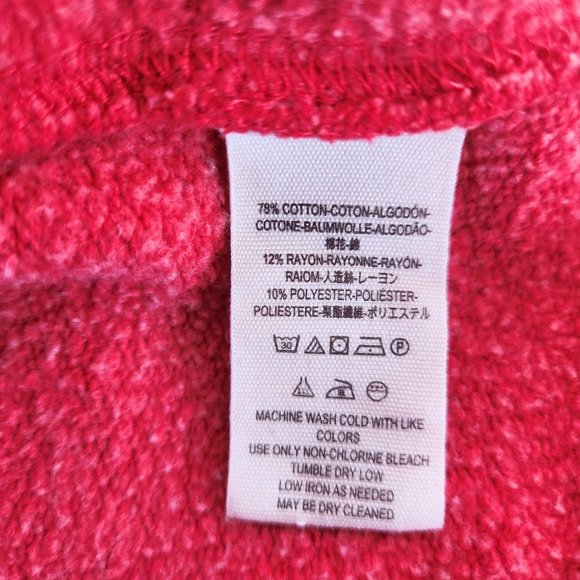 78% COTTON-COTON-ALGODÓN-
COTONE-BAUMWOLLE-ALGODÃO-
棉花-綿
12% RAYON-RAYONNE-RAYÓN-
RAIOM-人造絲-レーヨン
10% POLYESTER-POLIÉSTER-
POLIESTERE-聚酯纖維-ポリエステル
30 P
MACHINE WASH COLD WITH LIKE
COLORS
USE ONLY NON-CHLORINE BLEACH
TUMBLE DRY LOW
LOW IRON AS NEEDED
MAY BE DRY CLEANED